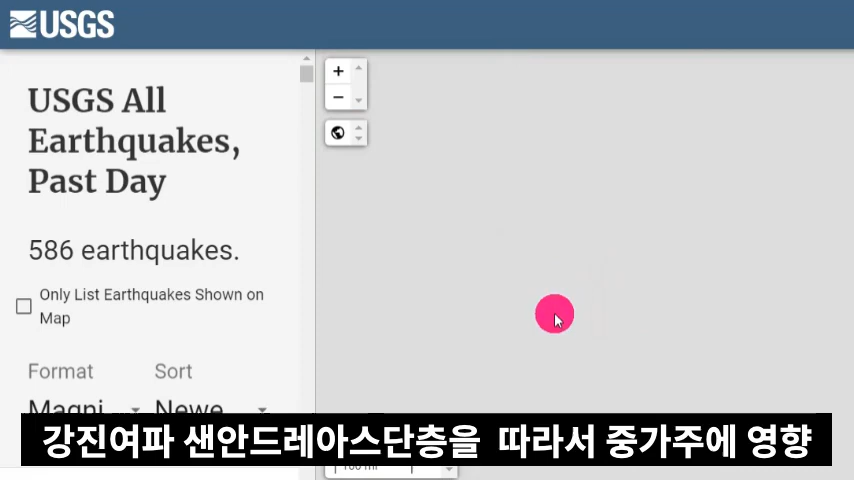 USGS
USGS All
Earthquakes,
Past Day
586 earthquakes.
Only List Earthquakes Shown on
Map
Format Sort
Magni Newe
강진여파 샌안드레아스단층을 따라서 중가주에 영향